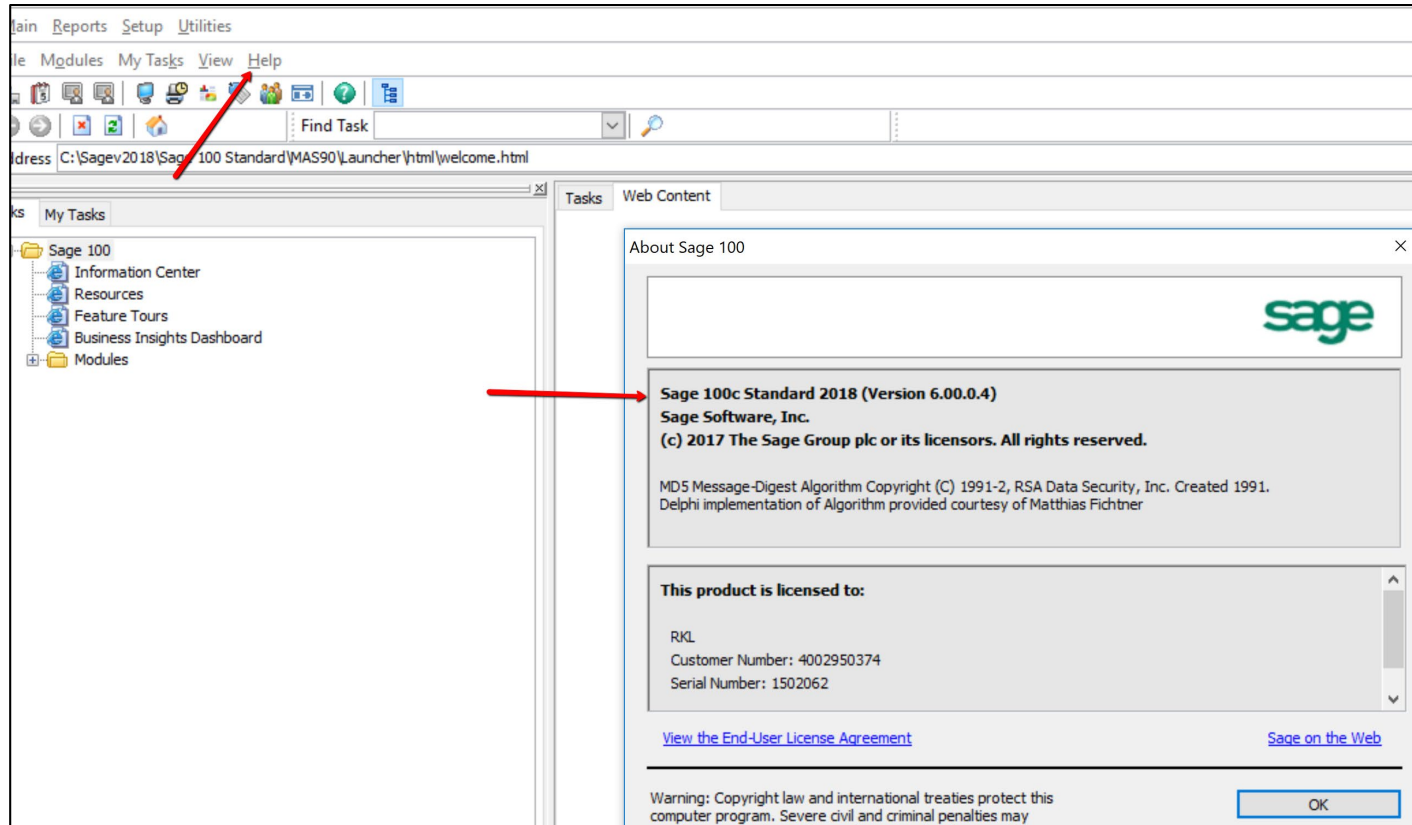 ain Reports Setup Utilities
le Modules My Tasks View Help
Find Task
ddress C:\Sagev2018\Sage 100 Standard\MAS90\Launcher\html\welcome.html
ks My Tasks
Tasks Web Content
Sage 100
Information Center
Resources
Feature Tours
Business Insights Dashboard
Modules
About Sage 100
sage
Sage 100c Standard 2018 (Version 6.00.0.4)
Sage Software, Inc.
(c) 2017 The Sage Group plc or its licensors. All rights reserved.
MD5 Message-Digest Algorithm Copyright (C) 1991-2, RSA Data Security, Inc. Created 1991.
Delphi implementation of Algorithm provided courtesy of Matthias Fichtner
This product is licensed to:
RKL
Customer Number: 4002950374
Serial Number: 1502062
View the End-User License Agreement
Sage on the Web
Warning: Copyright law and international treaties protect this
computer program. Severe civil and criminal penalties may
OK